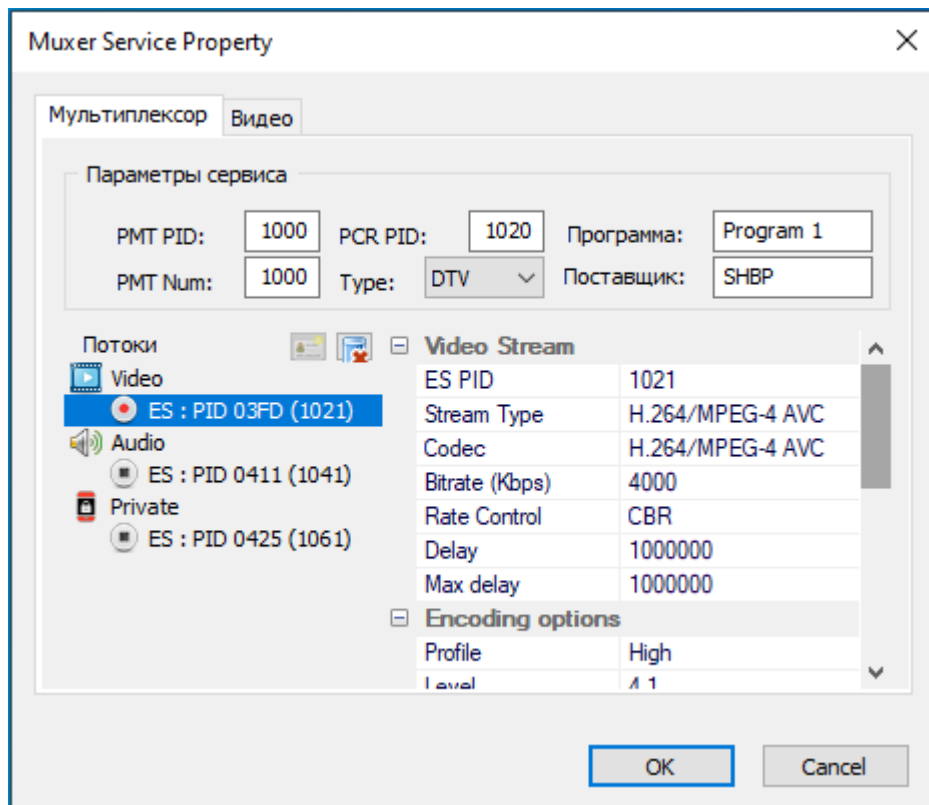 Muxer Service Property
Мультиплексор Видео
Параметры сервиса
PMT PID: 1000 PCR PID: 1020 Программа: Program 1
PMT Num: 1000 Type: DTV Поставщик: SHBP
Потоки
Video
ES : PID 03FD (1021)
Audio
ES : PID 0411 (1041)
Private
ES : PID 0425 (1061)
Video Stream
ES PID 1021
Stream Type H.264/MPEG-4 AVC
Codec H.264/MPEG-4 AVC
Bitrate (Kbps) 4000
Rate Control CBR
Delay 1000000
Max delay 1000000
Encoding options
Profile High
Level 4.1
OK Cancel